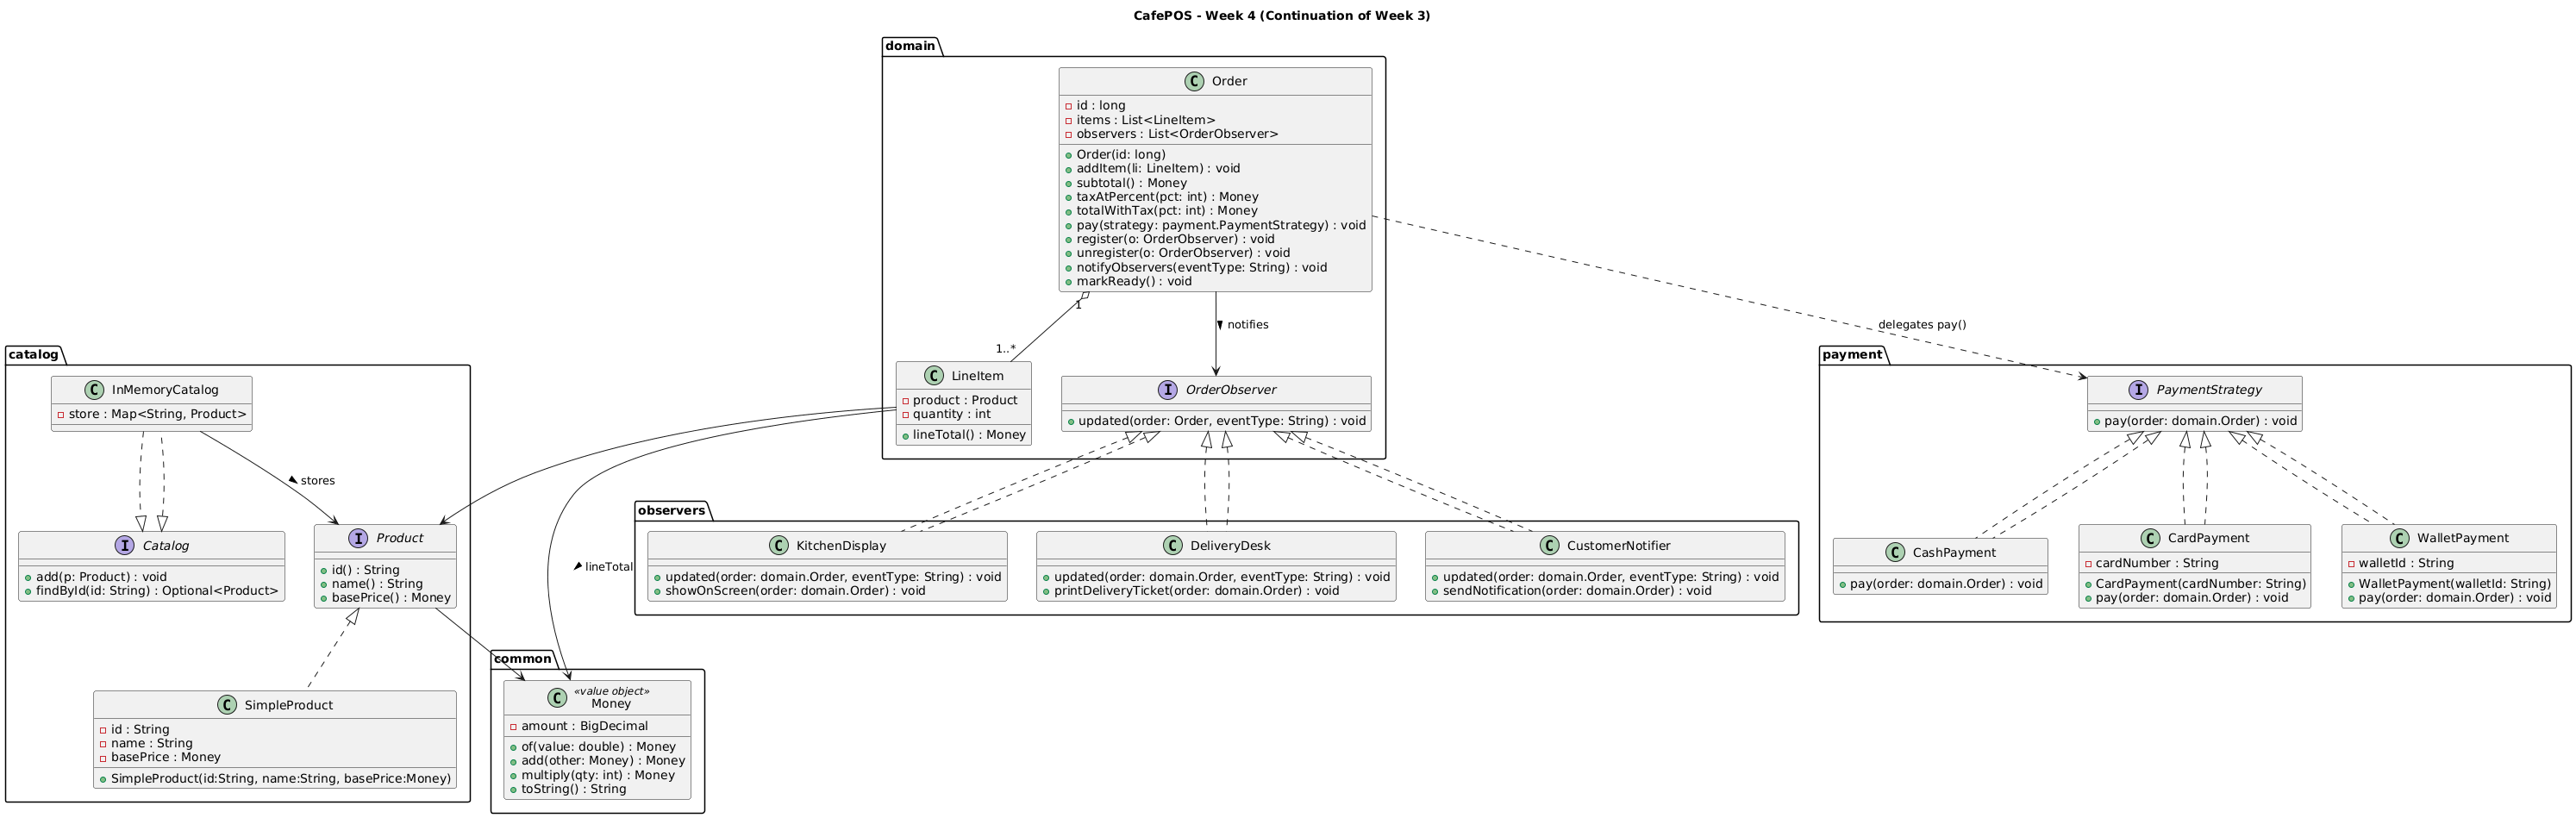 CafePOS - Week 4 (Continuation of Week 3)
domain
C Order
id : long
items : List<LineItem>
observers : List<OrderObserver>
Order(id: long)
addItem(li: LineItem) : void
subtotal() : Money
taxAtPercent(pct: int) : Money
totalWithTax(pct: int) : Money
pay(strategy: payment.PaymentStrategy) : void
register(o: OrderObserver) : void
unregister(o: OrderObserver) : void
notifyObservers(eventType: String) : void
markReady() : void
1
notifies
delegates pay()
1..*
C LineItem
product : Product
quantity : int
lineTotal() : Money
I OrderObserver
updated(order: Order, eventType: String) : void
catalog
C InMemoryCatalog
store : Map<String, Product>
stores
I Catalog
add(p: Product) : void
findById(id: String) : Optional<Product>
I Product
id() : String
name() : String
basePrice() : Money
C SimpleProduct
id : String
name : String
basePrice : Money
SimpleProduct(id:String, name:String, basePrice:Money)
lineTotal
observers
C KitchenDisplay
updated(order: domain.Order, eventType: String) : void
showOnScreen(order: domain.Order) : void
C DeliveryDesk
updated(order: domain.Order, eventType: String) : void
printDeliveryTicket(order: domain.Order) : void
C CustomerNotifier
updated(order: domain.Order, eventType: String) : void
sendNotification(order: domain.Order) : void
common
C «value object»
Money
amount : BigDecimal
of(value: double) : Money
add(other: Money) : Money
multiply(qty: int) : Money
toString() : String
payment
I PaymentStrategy
pay(order: domain.Order) : void
C CashPayment
pay(order: domain.Order) : void
C CardPayment
cardNumber : String
CardPayment(cardNumber: String)
pay(order: domain.Order) : void
C WalletPayment
walletId : String
WalletPayment(walletId: String)
pay(order: domain.Order) : void